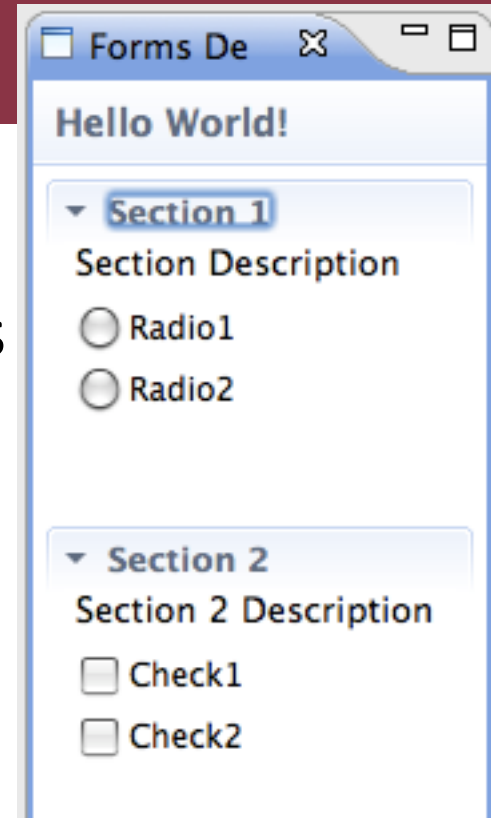 Forms De
Hello World!
Section 1
Section Description
s
Radio1
Radio2
Section 2
Section 2 Description
Check1
Check2